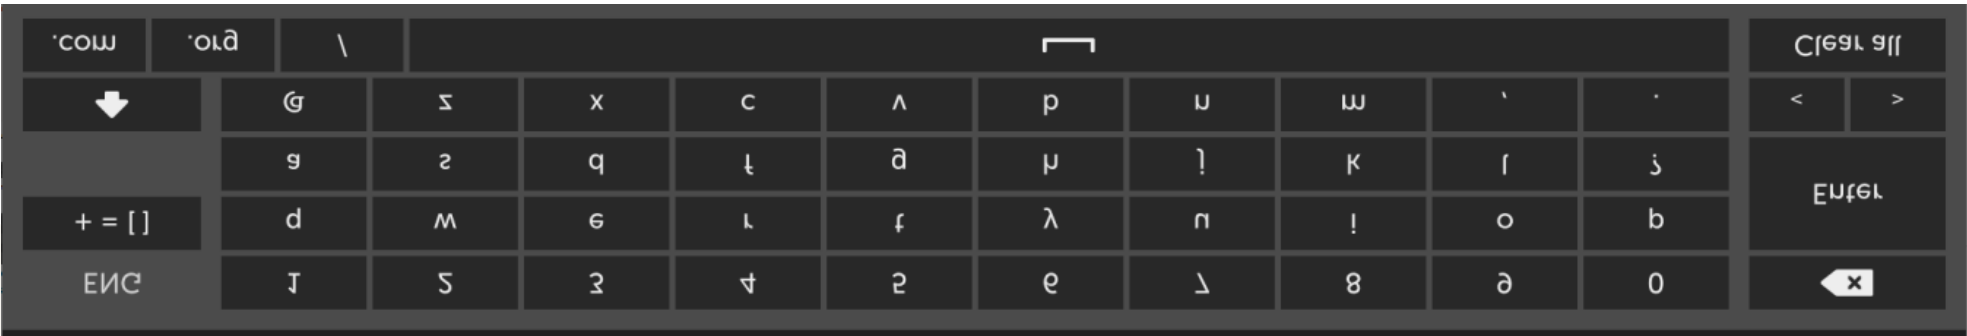 .com .org / Clear all
@ z x c v b n m , . < >
a s d f g h j k l ?
Enter
+ = [ ] q w e r t y u i o p
ENG 1 2 3 4 5 6 7 8 9 0